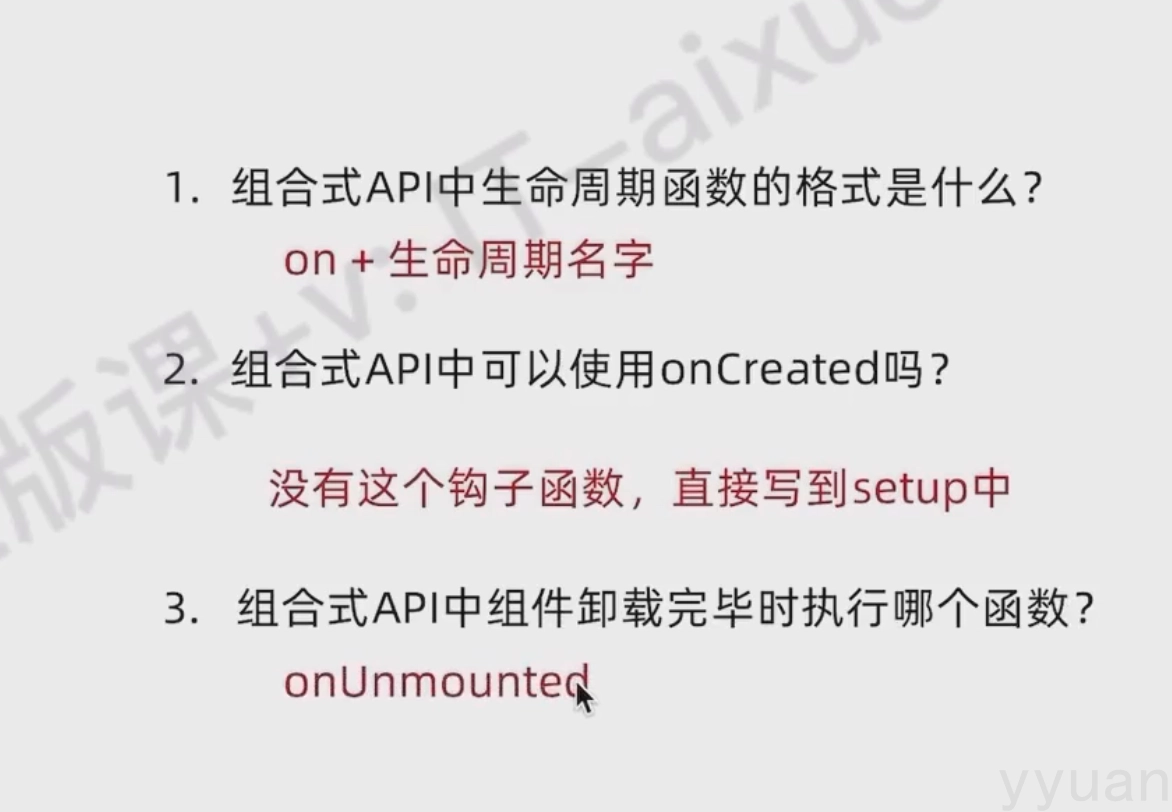 1. 组合式API中生命周期函数的格式是什么?
on + 生命周期名字
2. 组合式API中可以使用onCreated吗?
没有这个钩子函数，直接写到setup中
3. 组合式API中组件卸载完毕时执行哪个函数?
onUnmounted
版课+v: IT-aixue
yyuan